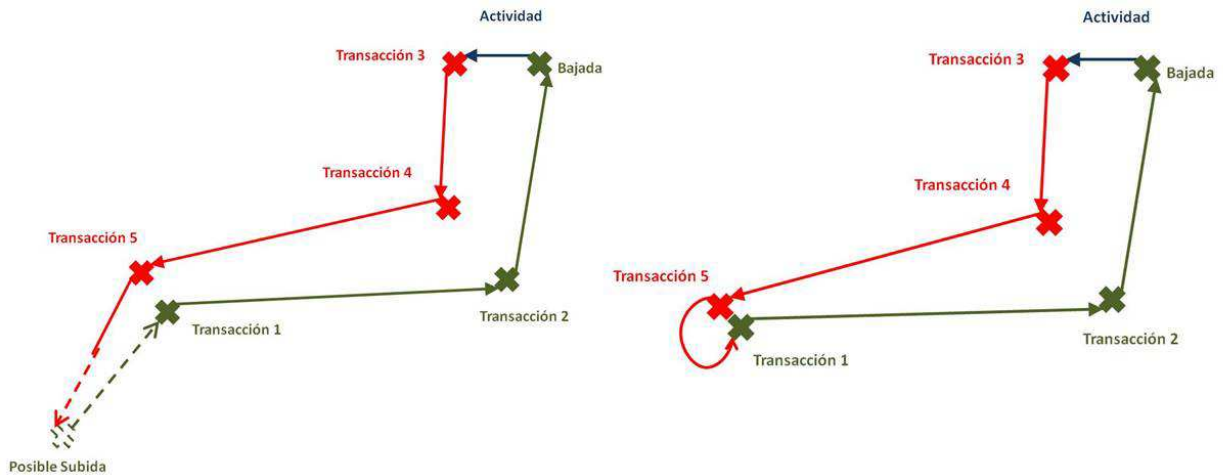 Actividad
Transacción 3
Bajada
Transacción 4
Transacción 5
Transacción 1
Transacción 2
Posible Subida
Actividad
Transacción 3
Bajada
Transacción 4
Transacción 5
Transacción 1
Transacción 2